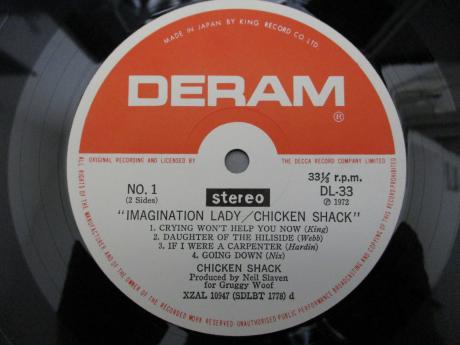 MADE IN JAPAN BY KING RECORD CO. LTD.
DERAM
®
ORIGINAL RECORDING AND LICENSED BY THE DECCA RECORD COMPANY LIMITED
NO. 1
(2 Sides)
stereo
33⅓ r.p.m.
DL-33
Ⓟ 1972
"IMAGINATION LADY/CHICKEN SHACK"
1. CRYING WON'T HELP YOU NOW (King)
2. DAUGHTER OF THE HILISIDE (Webb)
3. IF I WERE A CARPENTER (Hardin)
4. GOING DOWN (Nix)
CHICKEN SHACK
Produced by Neil Slaven
for Gruggy Woof
XZAL 10947 (SDLBT 1778) d
ALL RIGHTS OF THE MANUFACTURER AND OF THE OWNER OF THE RECORDED WORK RESERVED·UNAUTHORISED PUBLIC PERFORMANCE BROADCASTING AND COPYING OF THIS RECORD PROHIBITED